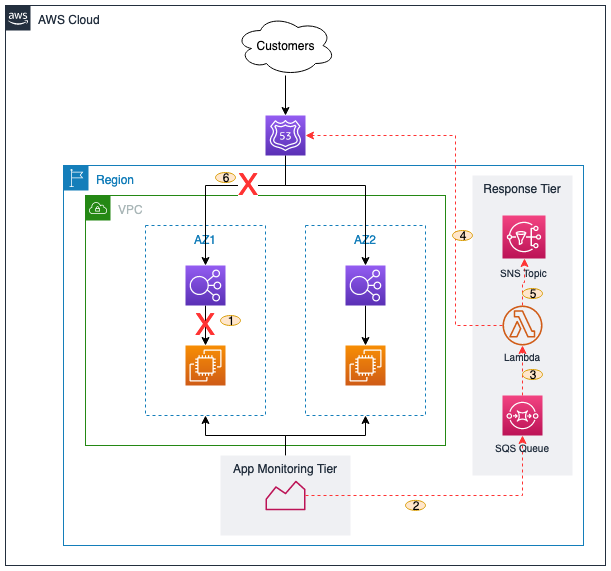 aws
AWS Cloud
Customers
53
6
Region
Response Tier
VPC
AZ1
AZ2
4
SNS Topic
5
1
Lambda
3
SQS Queue
App Monitoring Tier
2